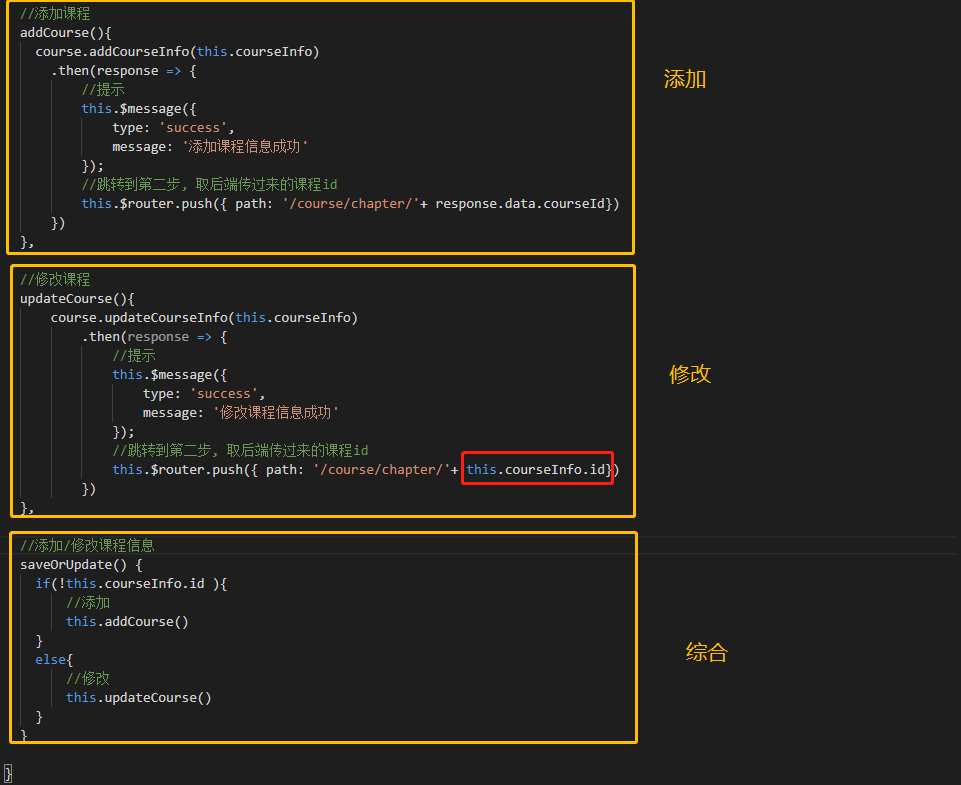 //添加课程
addCourse(){
course.addCourseInfo(this.courseInfo)
.then(response => {
//提示
this.$message({
type: 'success',
message: '添加课程信息成功'
});
//跳转到第二步, 取后端传过来的课程id
this.$router.push({ path: '/course/chapter/'+ response.data.courseId})
})
},
添加
//修改课程
updateCourse(){
course.updateCourseInfo(this.courseInfo)
.then(response => {
//提示
this.$message({
type: 'success',
message: '修改课程信息成功'
});
//跳转到第二步, 取后端传过来的课程id
this.$router.push({ path: '/course/chapter/'+ this.courseInfo.id})
})
},
修改
//添加/修改课程信息
saveOrUpdate() {
if(!this.courseInfo.id ){
//添加
this.addCourse()
}
else{
//修改
this.updateCourse()
}
}
综合
}